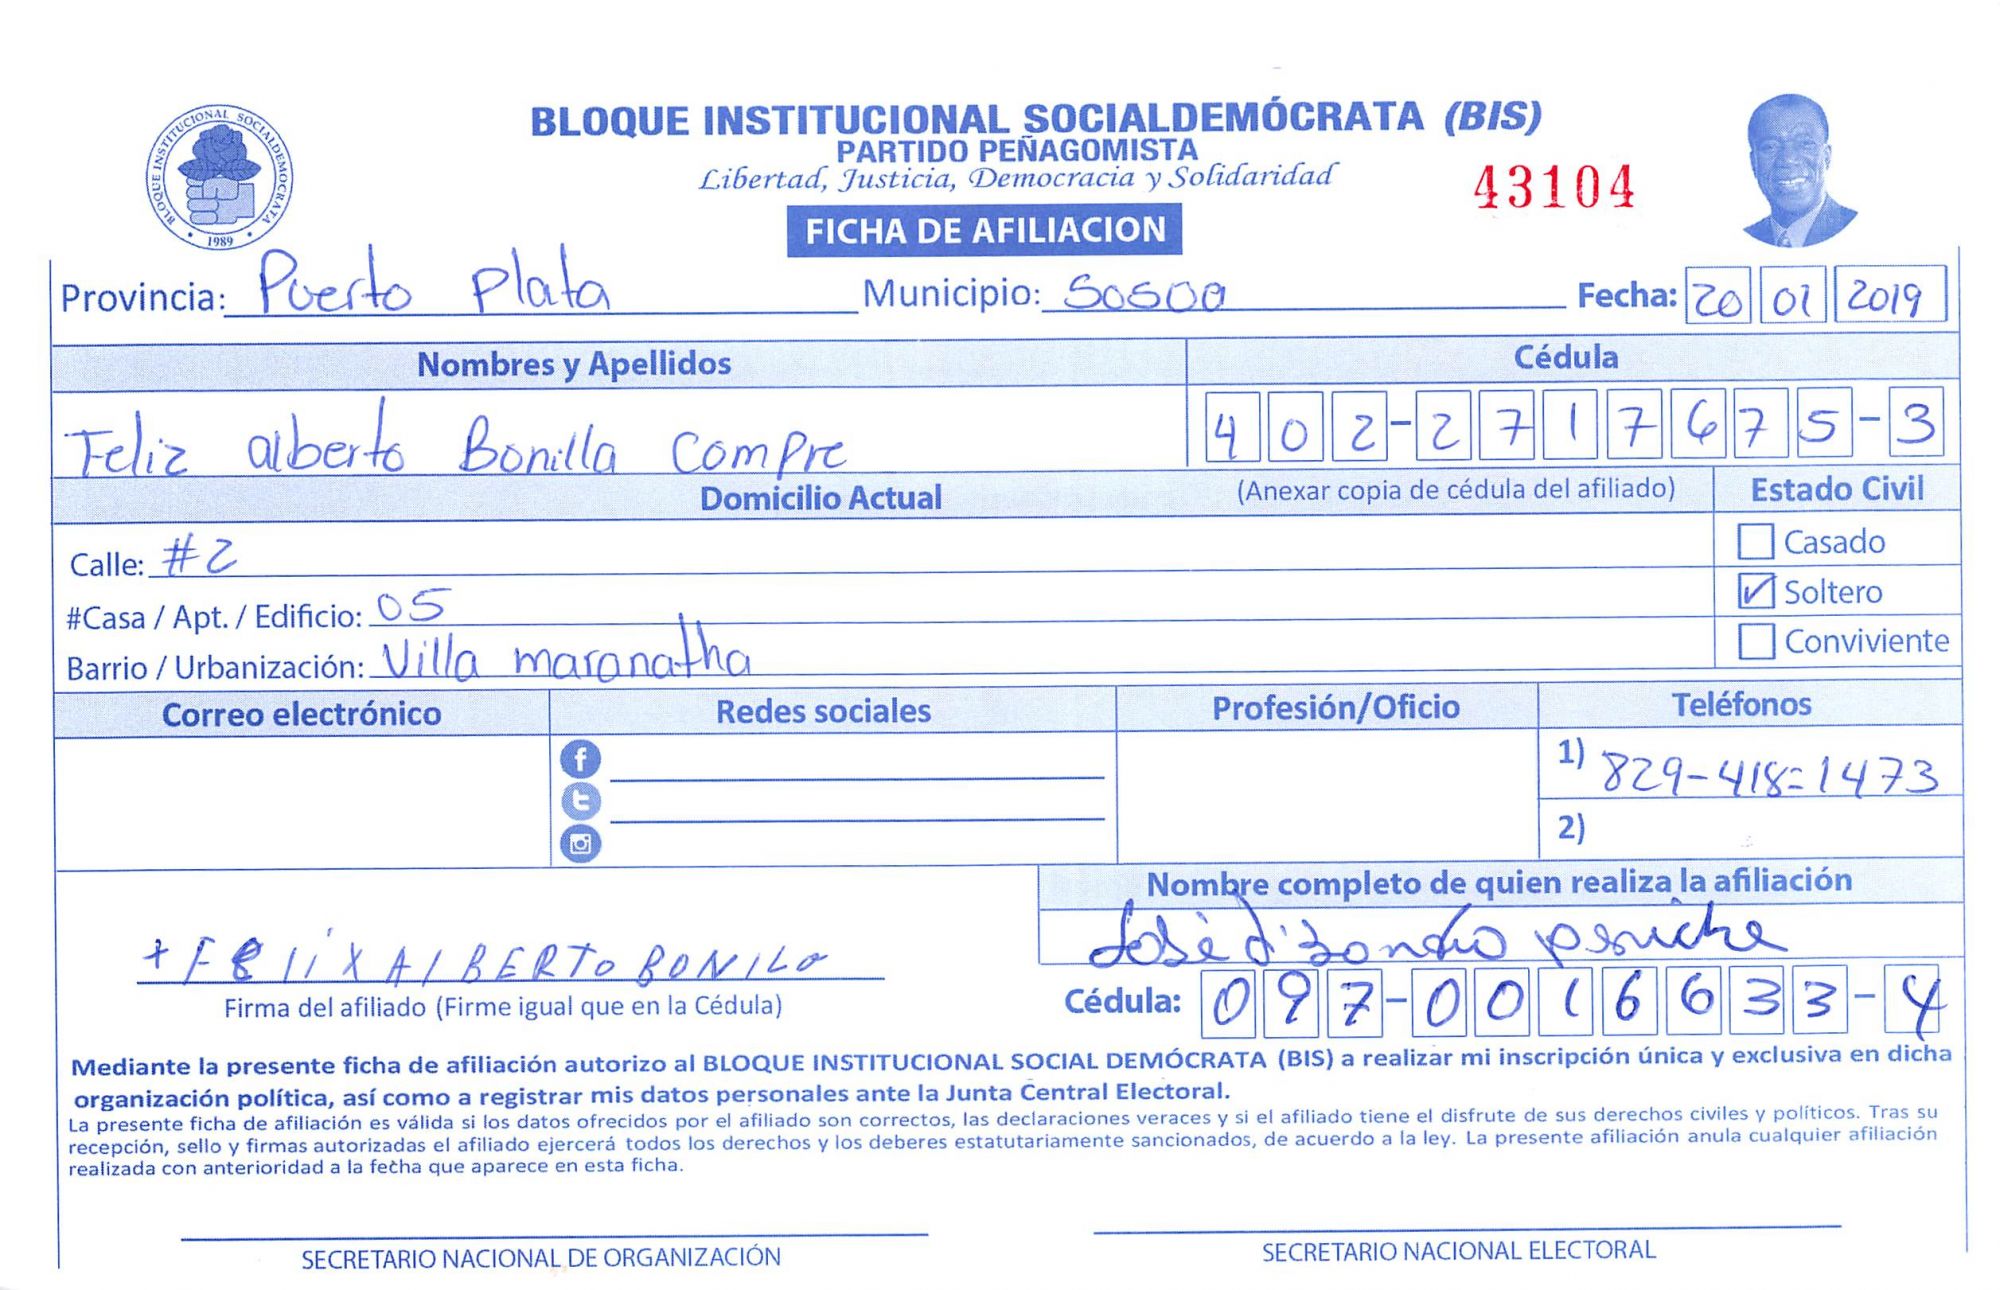 BLOQUE INSTITUCIONAL SOCIALDEMÓCRATA (BIS)
PARTIDO PEÑAGOMISTA
Libertad, Justicia, Democracia y Solidaridad
43104
BLOQUE INSTITUCIONAL SOCIALDEMOCRATA
1989
FICHA DE AFILIACION
Provincia: Puerto Plata Municipio: Sosoa Fecha: 20 01 2019
Nombres y Apellidos Cédula
Feliz alberto Bonilla Compre 402-2717675-3
Domicilio Actual (Anexar copia de cédula del afiliado) Estado Civil
Calle: #2 Casado
#Casa / Apt. / Edificio: 05 Soltero
Barrio / Urbanización: Villa maranatha Conviviente
Correo electrónico Redes sociales Profesión/Oficio Teléfonos
1) 829-418-1473
2)
Nombre completo de quien realiza la afiliación
José peniche
+ FELIX ALBERTO BONILO
Firma del afiliado (Firme igual que en la Cédula) Cédula: 097-0016633-4
Mediante la presente ficha de afiliación autorizo al BLOQUE INSTITUCIONAL SOCIAL DEMÓCRATA (BIS) a realizar mi inscripción única y exclusiva en dicha
organización política, así como a registrar mis datos personales ante la Junta Central Electoral.
La presente ficha de afiliación es válida si los datos ofrecidos por el afiliado son correctos, las declaraciones veraces y si el afiliado tiene el disfrute de sus derechos civiles y políticos. Tras su
recepción, sello y firmas autorizadas el afiliado ejercerá todos los derechos y los deberes estatutariamente sancionados, de acuerdo a la ley. La presente afiliación anula cualquier afiliación
realizada con anterioridad a la fecha que aparece en esta ficha.
SECRETARIO NACIONAL DE ORGANIZACIÓN SECRETARIO NACIONAL ELECTORAL